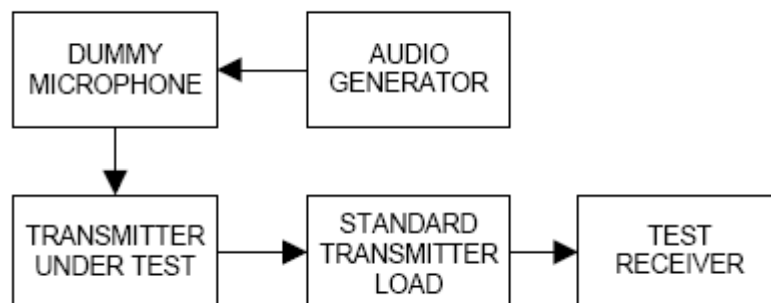 DUMMY
MICROPHONE
AUDIO
GENERATOR
TRANSMITTER
UNDER TEST
STANDARD
TRANSMITTER
LOAD
TEST
RECEIVER